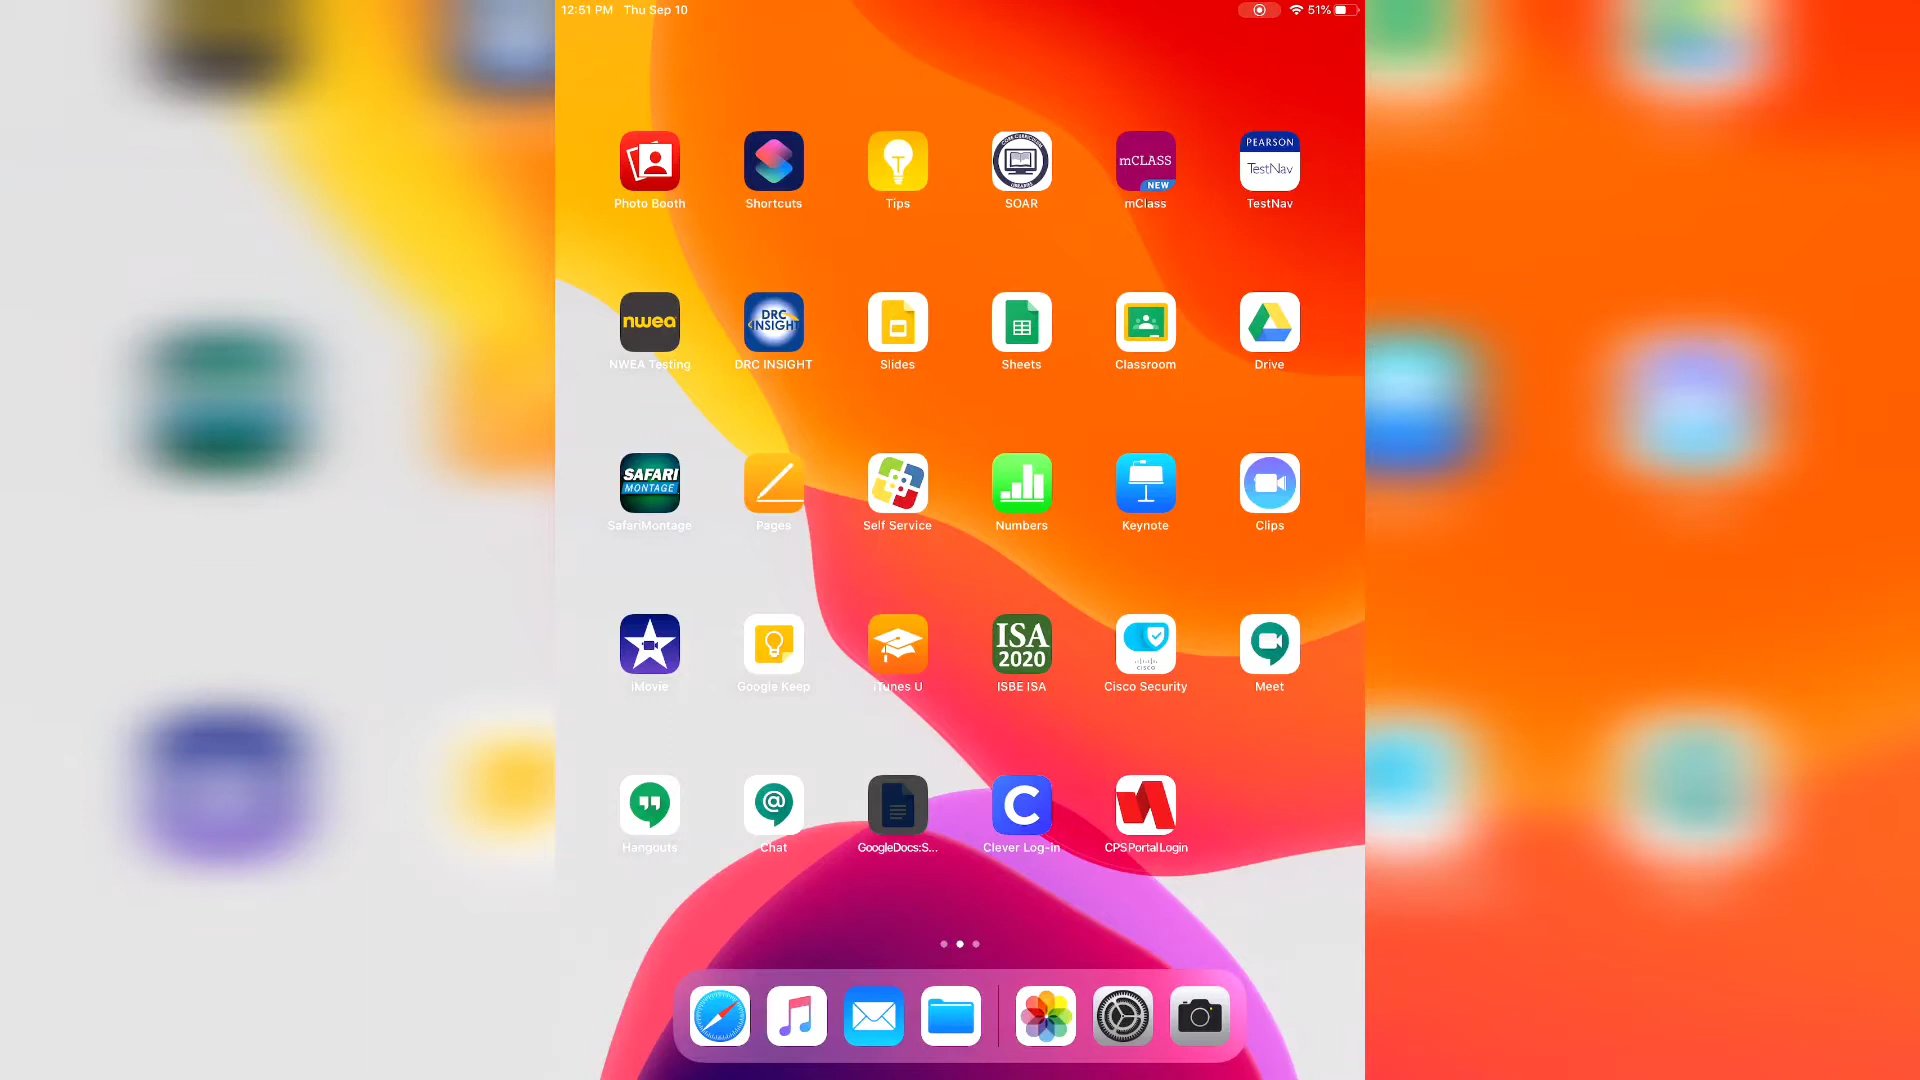 12:51 PM Thu Sep 10 51%
mCLASS
NEW
PEARSON
TestNav
Photo Booth Shortcuts Tips SOAR mClass TestNav
nwea
DRC
INSIGHT
NWEA Testing DRC INSIGHT Slides Sheets Classroom Drive
SAFARI
MONTAGE
SafariMontage Pages Self Service Numbers Keynote Clips
ISA
2020
CISCO
iMovie Google Keep iTunes U ISBE ISA Cisco Security Meet
@
C
Hangouts Chat GoogleDocs:S... Clever Log-in CPSPortalLogin